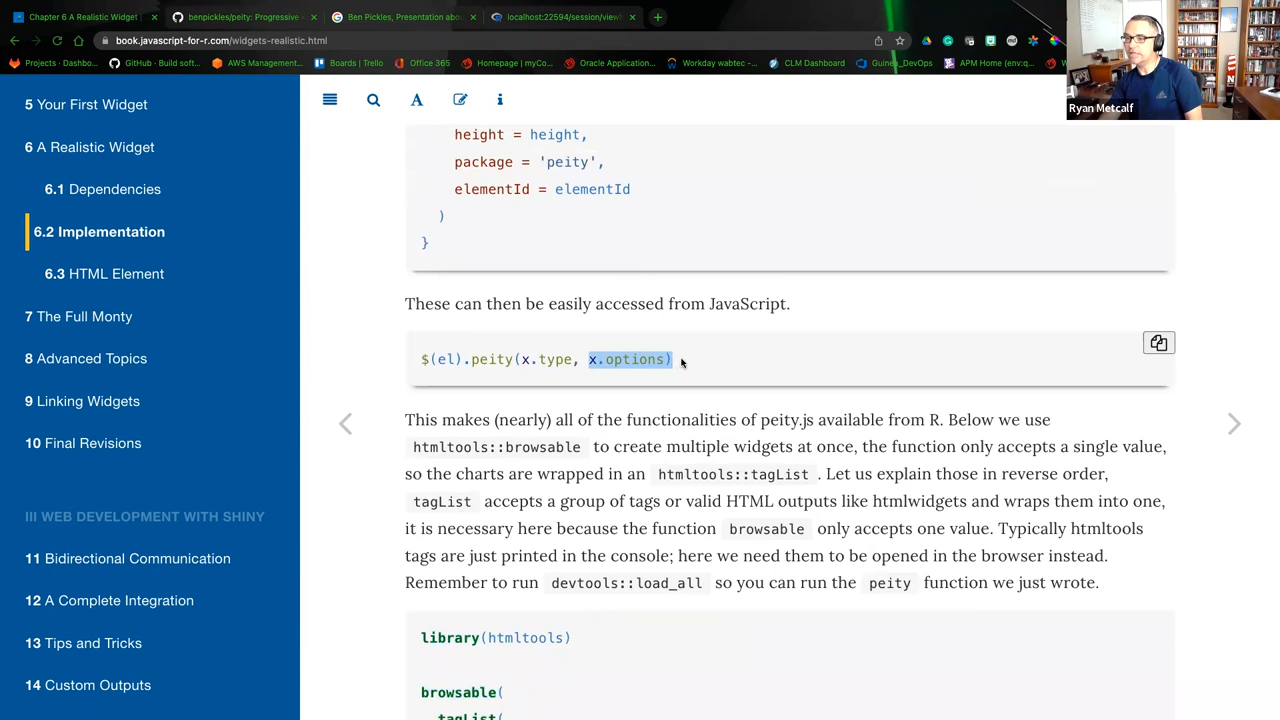 Chapter 6 A Realistic Widget
benpickles/peity: Progressive
Ben Pickles, Presentation abou
localhost:22594/session/viewh
book.javascript-for-r.com/widgets-realistic.html
Projects - Dashbo...
GitHub - Build soft...
AWS Management...
Boards | Trello
Office 365
Homepage | myCo...
Oracle Application...
Workday wabtec -...
CLM Dashboard
APM Home (env:q...
Ryan Metcalf
5 Your First Widget
6 A Realistic Widget
6.1 Dependencies
6.2 Implementation
6.3 HTML Element
7 The Full Monty
8 Advanced Topics
9 Linking Widgets
10 Final Revisions
III WEB DEVELOPMENT WITH SHINY
11 Bidirectional Communication
12 A Complete Integration
13 Tips and Tricks
14 Custom Outputs
height = height,
package = 'peity',
elementId = elementId
)
}
These can then be easily accessed from JavaScript.
$(el).peity(x.type, x.options)
This makes (nearly) all of the functionalities of peity.js available from R. Below we use
htmltools::browsable to create multiple widgets at once, the function only accepts a single value,
so the charts are wrapped in an htmltools::tagList. Let us explain those in reverse order,
tagList accepts a group of tags or valid HTML outputs like htmlwidgets and wraps them into one,
it is necessary here because the function browsable only accepts one value. Typically htmltools
tags are just printed in the console; here we need them to be opened in the browser instead.
Remember to run devtools::load_all so you can run the peity function we just wrote.
library(htmltools)
browsable(
tagList(